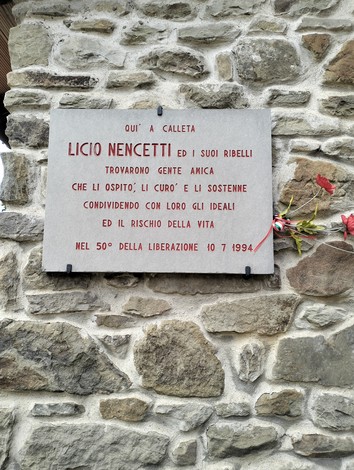 QUI' A CALLETA
LICIO NENCETTI ED I SUOI RIBELLI
TROVARONO GENTE AMICA
CHE LI OSPITO', LI CURO' E LI SOSTENNE
CONDIVIDENDO CON LORO GLI IDEALI
ED IL RISCHIO DELLA VITA
NEL 50° DELLA LIBERAZIONE 10 7 1994